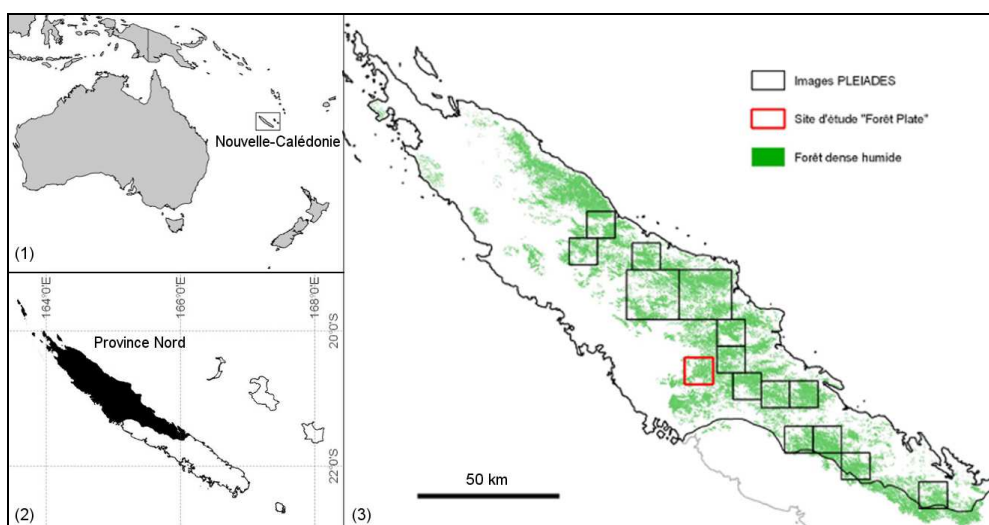 Nouvelle-Calédonie
(1)
164°0'E
166°0'E
168°0'E
20°0'S
Province Nord
22°0'S
(2)
Images PLEIADES
Site d'étude "Forêt Plate"
Forêt dense humide
50 km
(3)